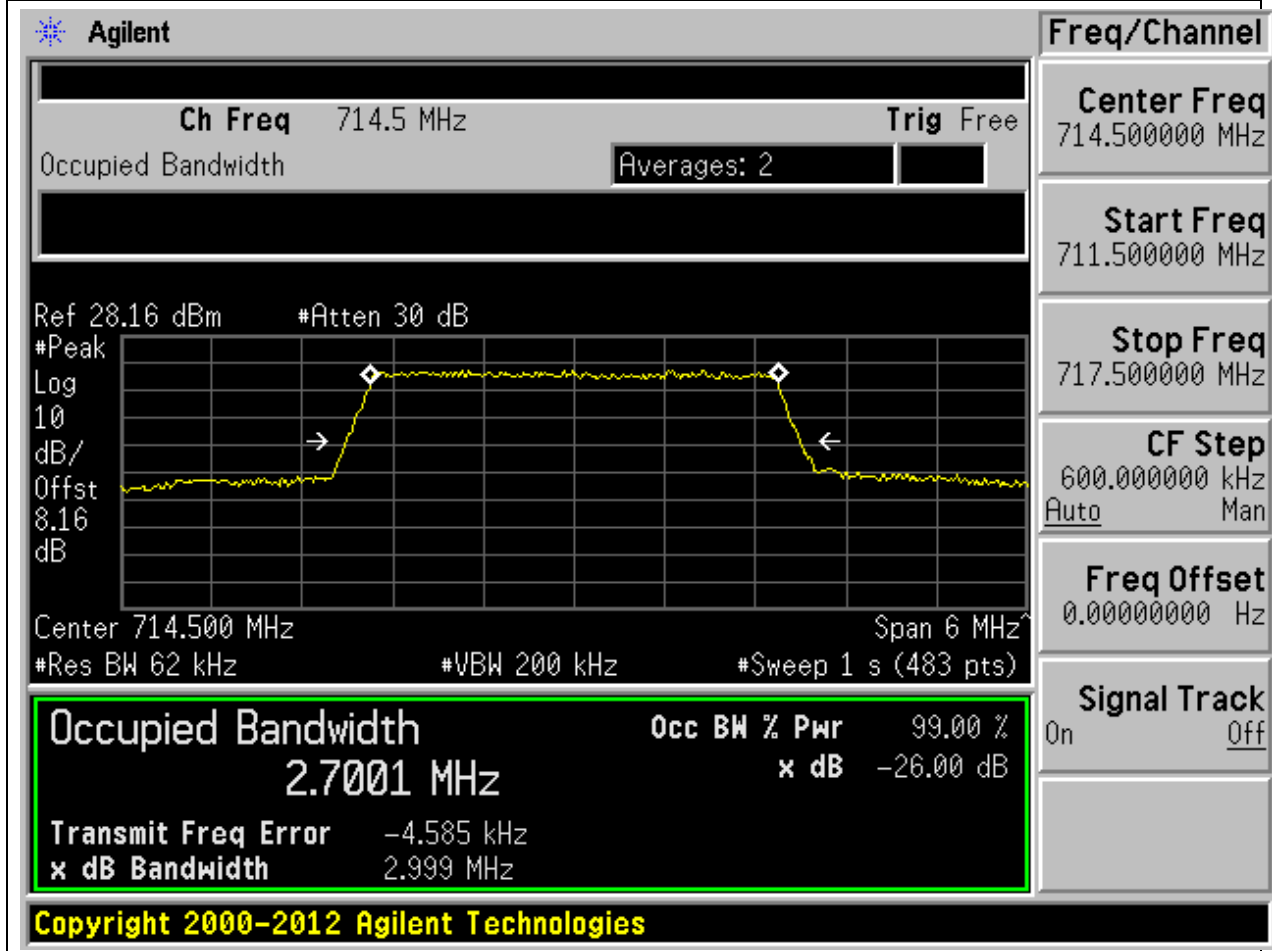 Agilent
Freq/Channel
Ch Freq 714.5 MHz Trig Free
Occupied Bandwidth Averages: 2
Ref 28.16 dBm #Atten 30 dB
#Peak
Log
10
dB/
Offst
8.16
dB
Center 714.500 MHz Span 6 MHz^
#Res BW 62 kHz #VBW 200 kHz #Sweep 1 s (483 pts)
Occupied Bandwidth
2.7001 MHz
Occ BW % Pwr 99.00 %
x dB -26.00 dB
Transmit Freq Error -4.585 kHz
x dB Bandwidth 2.999 MHz
Copyright 2000-2012 Agilent Technologies
Center Freq
714.500000 MHz
Start Freq
711.500000 MHz
Stop Freq
717.500000 MHz
CF Step
600.000000 kHz
Auto Man
Freq Offset
0.00000000 Hz
Signal Track
On Off